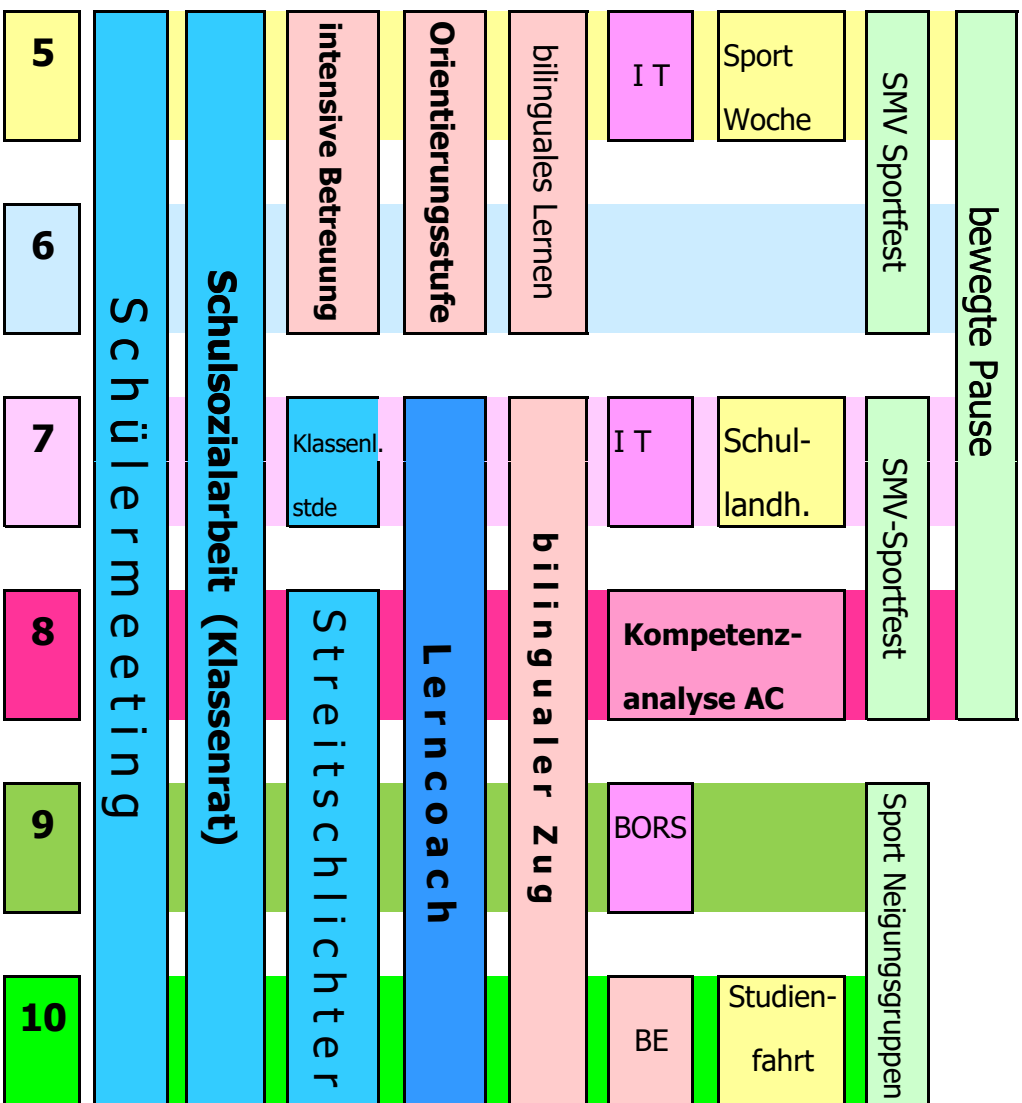 5
Schülermeeting
Schulsozialarbeit (Klassenrat)
intensive Betreuung
Orientierungsstufe
bilinguales Lernen
I T
Sport
Woche
SMV Sportfest
bewegte Pause
6
7
Klassenl.
stde
Lerncoach
bilingualer Zug
I T
Schul-
landh.
SMV-Sportfest
8
Streitschlichter
Kompetenz-
analyse AC
9
BORS
Sport Neigungsgruppen
10
BE
Studien-
fahrt